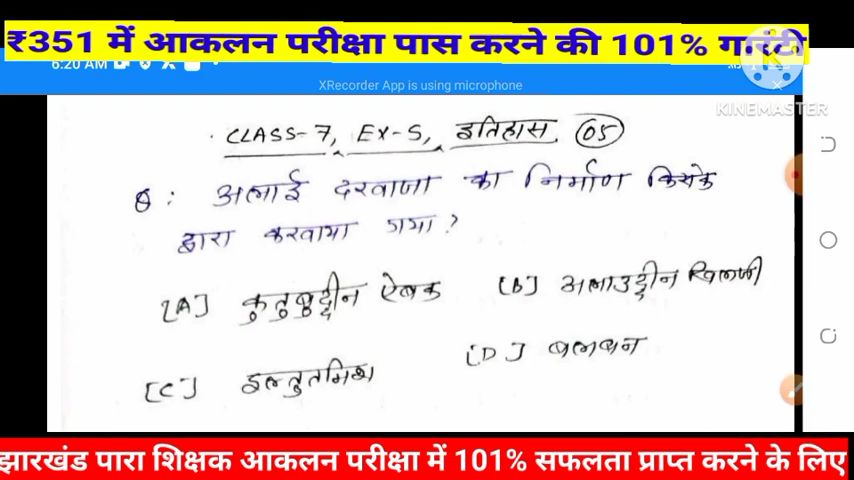 ₹351 में आकलन परीक्षा पास करने की 101% गारंटी
6:20 AM
XRecorder App is using microphone
KINEMASTER
CLASS-7, EX-5, इतिहास (05)
Q: अलाई दरवाजा का निर्माण किसके
द्वारा करवाया गया?
[A] कुतुबुद्दीन ऐबक [B] अलाउद्दीन खिलजी
[C] इल्तुतमिश [D] बलबन
झारखंड पारा शिक्षक आकलन परीक्षा में 101% सफलता प्राप्त करने के लिए